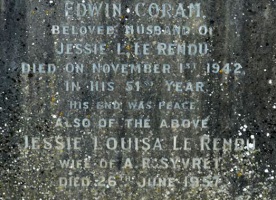 EDWIN CORAM
BELOVED HUSBAND OF
JESSIE L. LE RENDU
DIED ON NOVEMBER 1ST 1942,
IN HIS 51ST YEAR.
HIS END WAS PEACE.
ALSO OF THE ABOVE
JESSIE LOUISA LE RENDU
WIFE OF A. R. SYVRET
DIED 26TH JUNE 1957